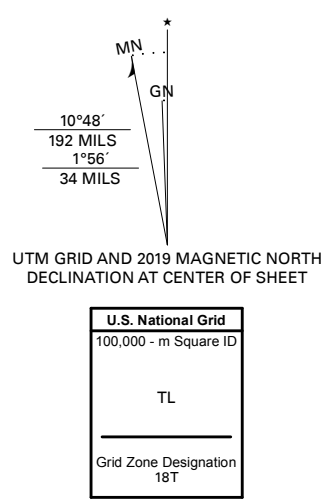 ★
MN
GN
10°48´
192 MILS
1°56´
34 MILS
UTM GRID AND 2019 MAGNETIC NORTH
DECLINATION AT CENTER OF SHEET
U.S. National Grid
100,000 - m Square ID
TL
Grid Zone Designation
18T